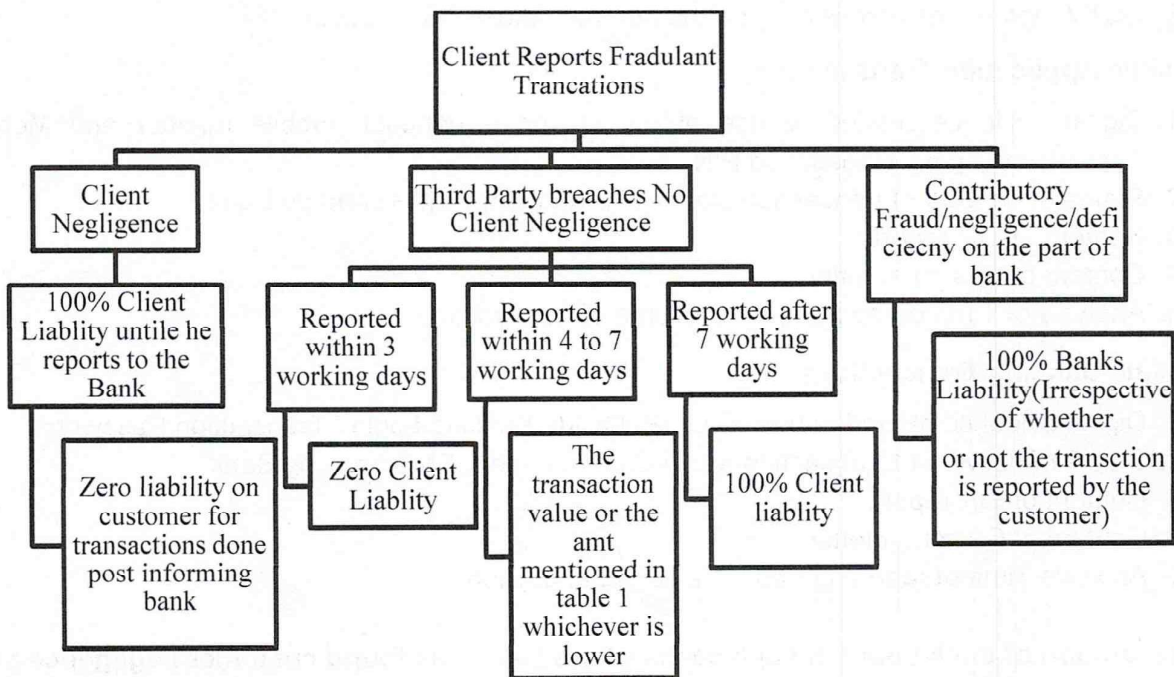 Client Reports Fradulant
Trancations
Client
Negligence
Third Party breaches No
Client Negligence
Contributory
Fraud/negligence/defi
ciecny on the part of
bank
100% Client
Liablity untile he
reports to the
Bank
Reported
within 3
working days
Reported
within 4 to 7
working days
Reported after
7 working
days
100% Banks
Liability(Irrespective
of whether
or not the transction
is reported by the
customer)
Zero liability on
customer for
transactions done
post informing
bank
Zero Client
Liablity
The
transaction
value or the
amt
mentioned in
table 1
whichever is
lower
100% Client
liablity